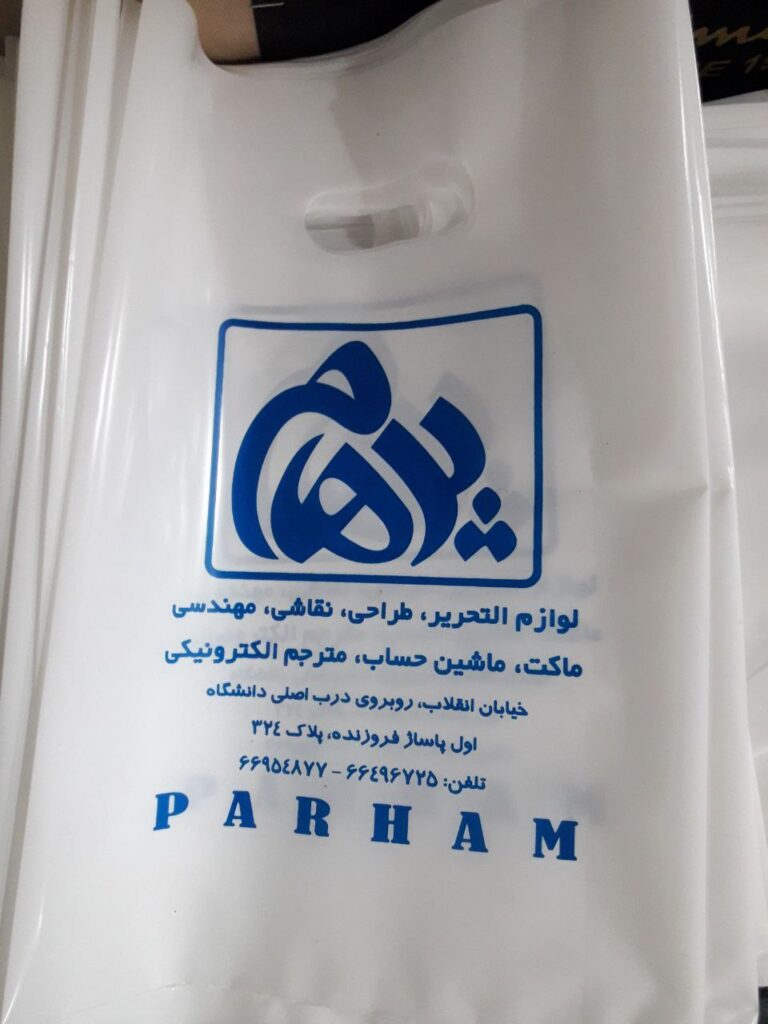 پرهام
لوازم التحریر، طراحی، نقاشی، مهندسی
ماکت، ماشین حساب، مترجم الکترونیکی
خیابان انقلاب، روبروی درب اصلی دانشگاه
اول پاساژ فروزنده، پلاک ۳۲۴
تلفن: ۶۶۴۹۶۷۲۵ - ۶۶۹۵۴۸۷۷
PARHAM